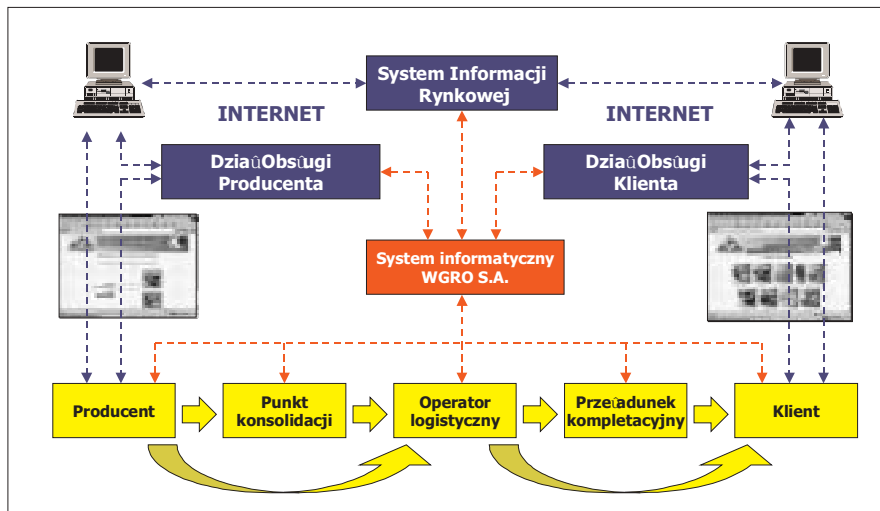 System Informacji
Rynkowej
INTERNET
INTERNET
DziaûObsûugi
Producenta
DziaûObsûugi
Klienta
System informatyczny
WGRO S.A.
Producent
Punkt
konsolidacji
Operator
logistyczny
Przeûadunek
kompletacyjny
Klient